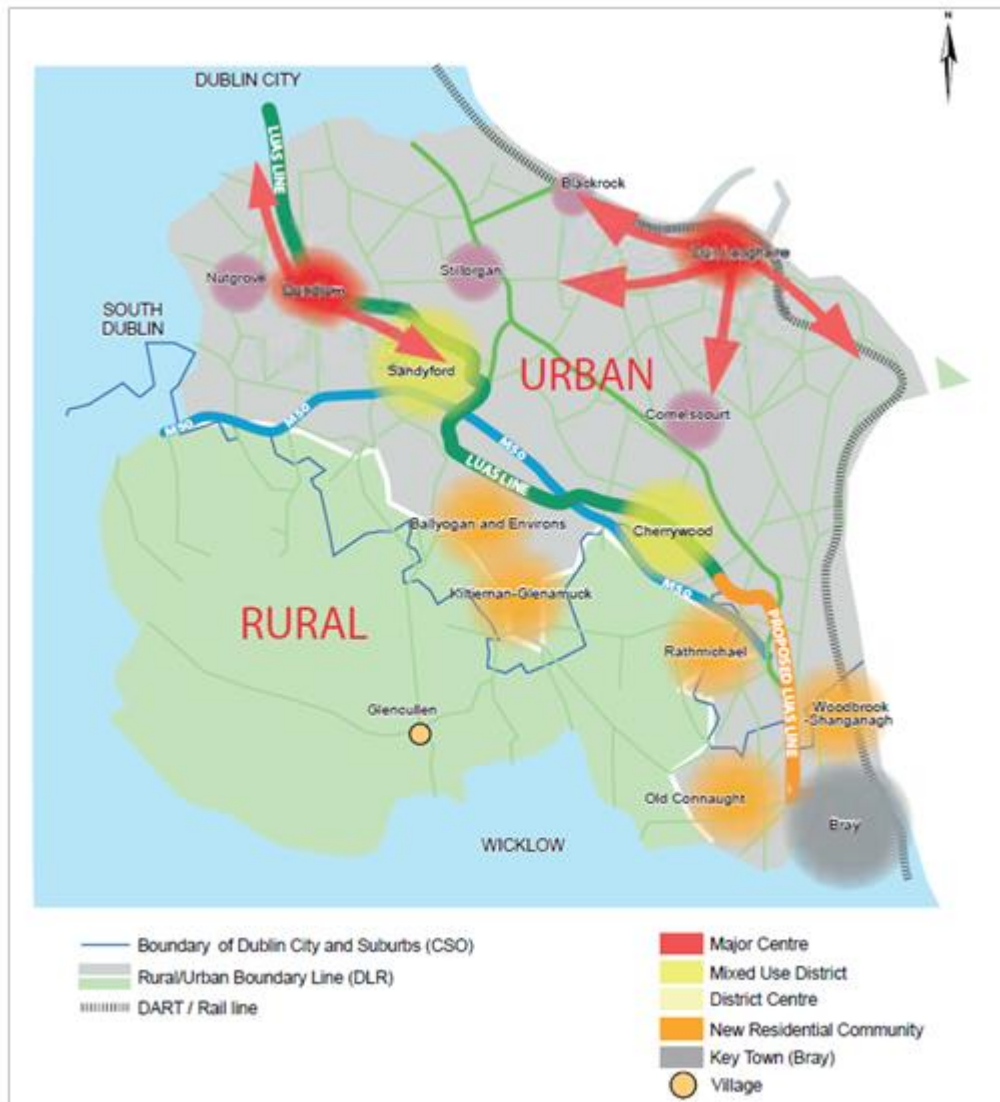 N
DUBLIN CITY
LUAS LINE
Blackrock
Dun Laoghaire
Nutgrove
Stillorgan
Dundrum
SOUTH
DUBLIN
Sandyford
URBAN
Cornelscourt
M50
M50
M50
LUAS LINE
Ballyogan and Environs
Cherrywood
Kiltiernan-Glenamuck
M50
RURAL
Rathmichael
PROPOSED LUAS LINE
Glencullen
Woodbrook
-Shanganagh
Old Connaught
Bray
WICKLOW
Boundary of Dublin City and Suburbs (CSO)
Rural/Urban Boundary Line (DLR)
DART / Rail line
Major Centre
Mixed Use District
District Centre
New Residential Community
Key Town (Bray)
Village